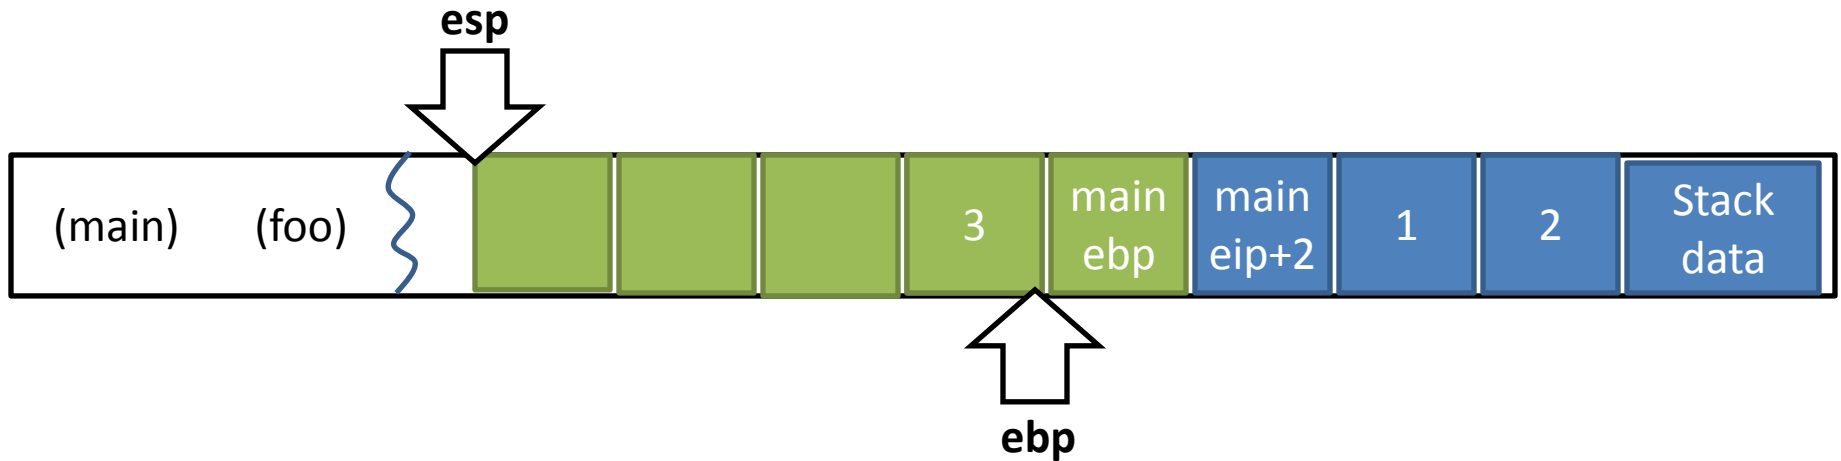 esp
(main) (foo)
3
main
ebp
main
eip+2
1
2
Stack
data
ebp